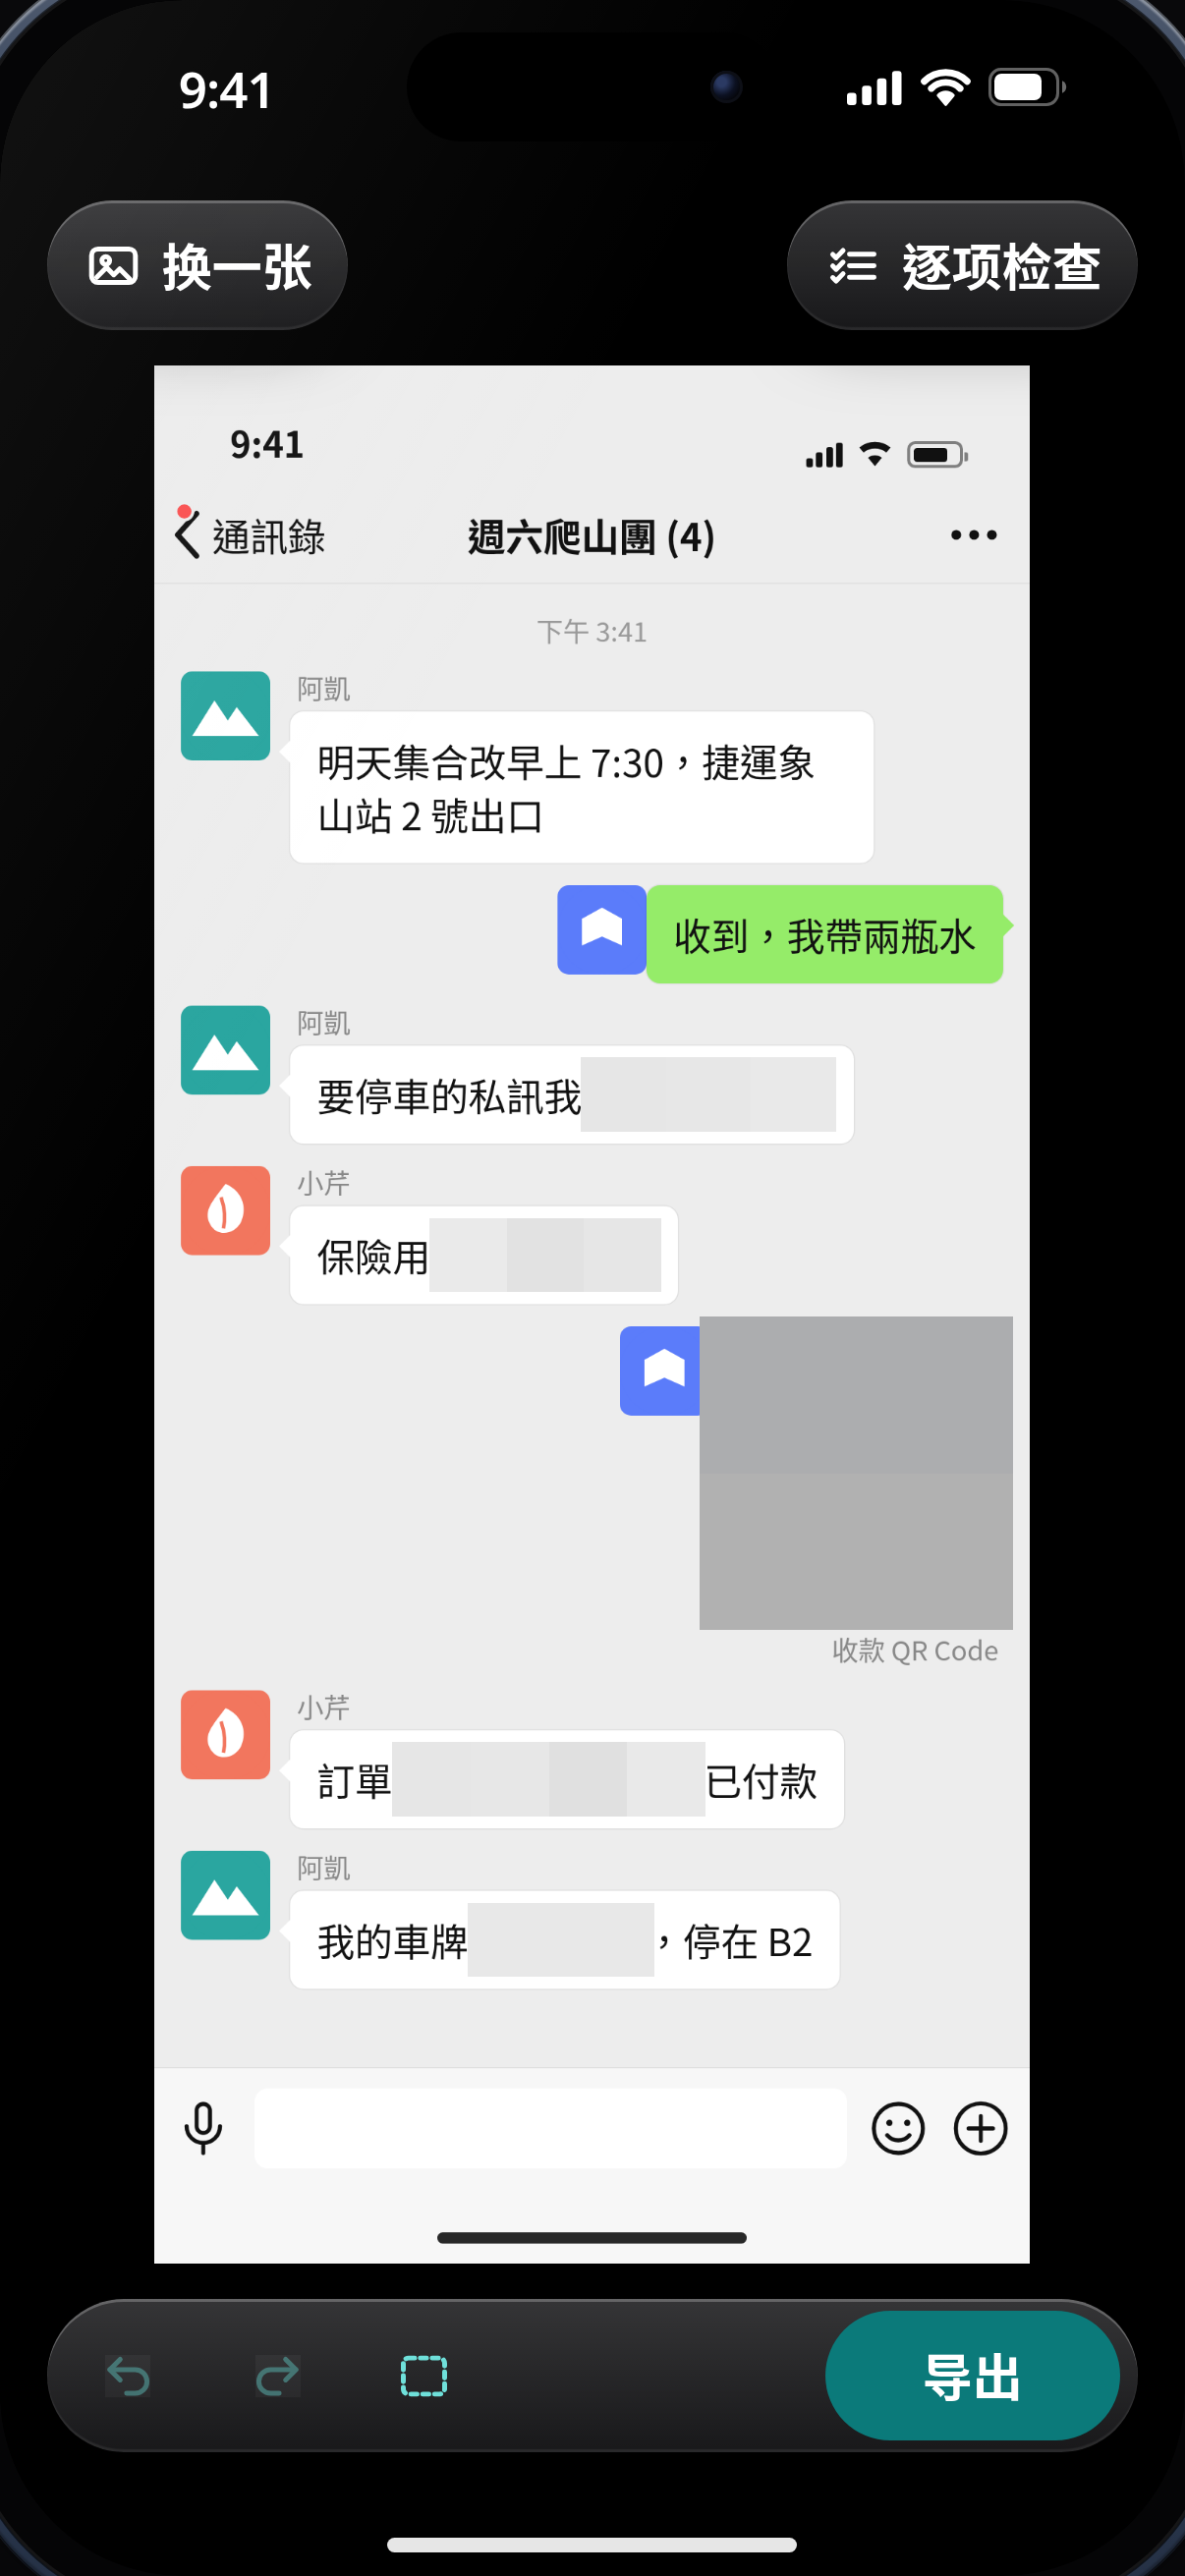 9:41
换一张
逐项检查
9:41
通訊錄
週六爬山團 (4)
下午 3:41
阿凱
明天集合改早上 7:30，捷運象
山站 2 號出口
收到，我帶兩瓶水
阿凱
要停車的私訊我
小芹
保險用
收款 QR Code
小芹
訂單 已付款
阿凱
我的車牌 ，停在 B2
导出